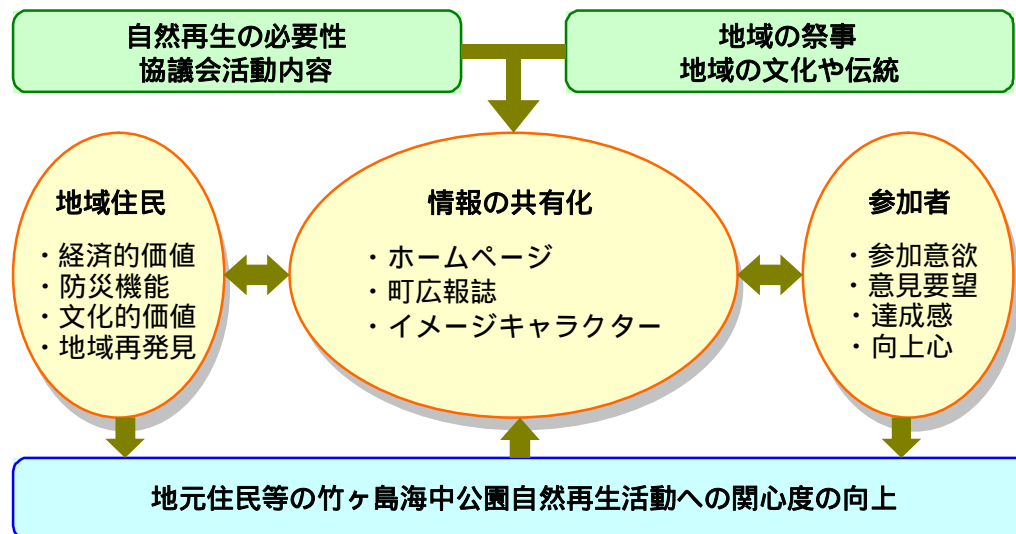 自然再生の必要性
協議会活動内容
地域の祭事
地域の文化や伝統
地域住民
・経済的価値
・防災機能
・文化的価値
・地域再発見
情報の共有化
・ホームページ
・町広報誌
・イメージキャラクター
参加者
・参加意欲
・意見要望
・達成感
・向上心
地元住民等の竹ヶ島海中公園自然再生活動への関心度の向上